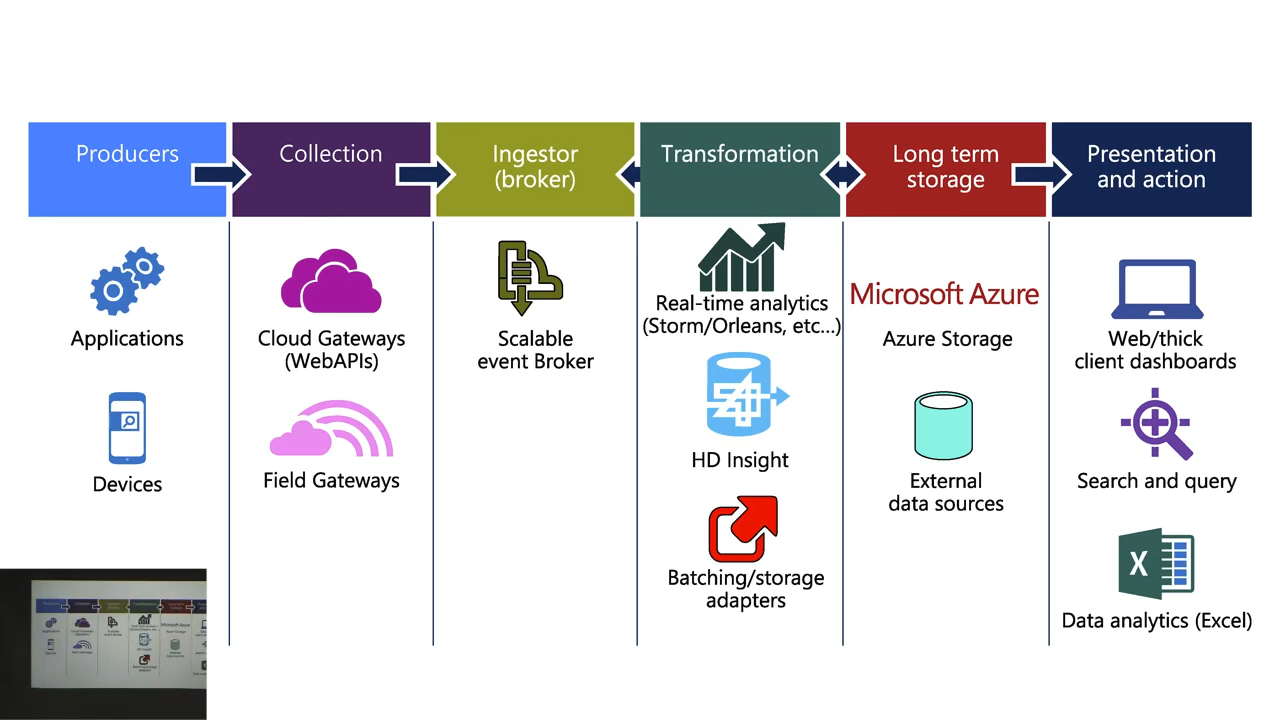 Producers
Collection
Ingestor
(broker)
Transformation
Long term
storage
Presentation
and action
Applications
Devices
Cloud Gateways
(WebAPIs)
Field Gateways
Scalable
event Broker
Real-time analytics
(Storm/Orleans, etc...)
HD Insight
Batching/storage
adapters
Microsoft Azure
Azure Storage
External
data sources
Web/thick
client dashboards
Search and query
X
Data analytics (Excel)